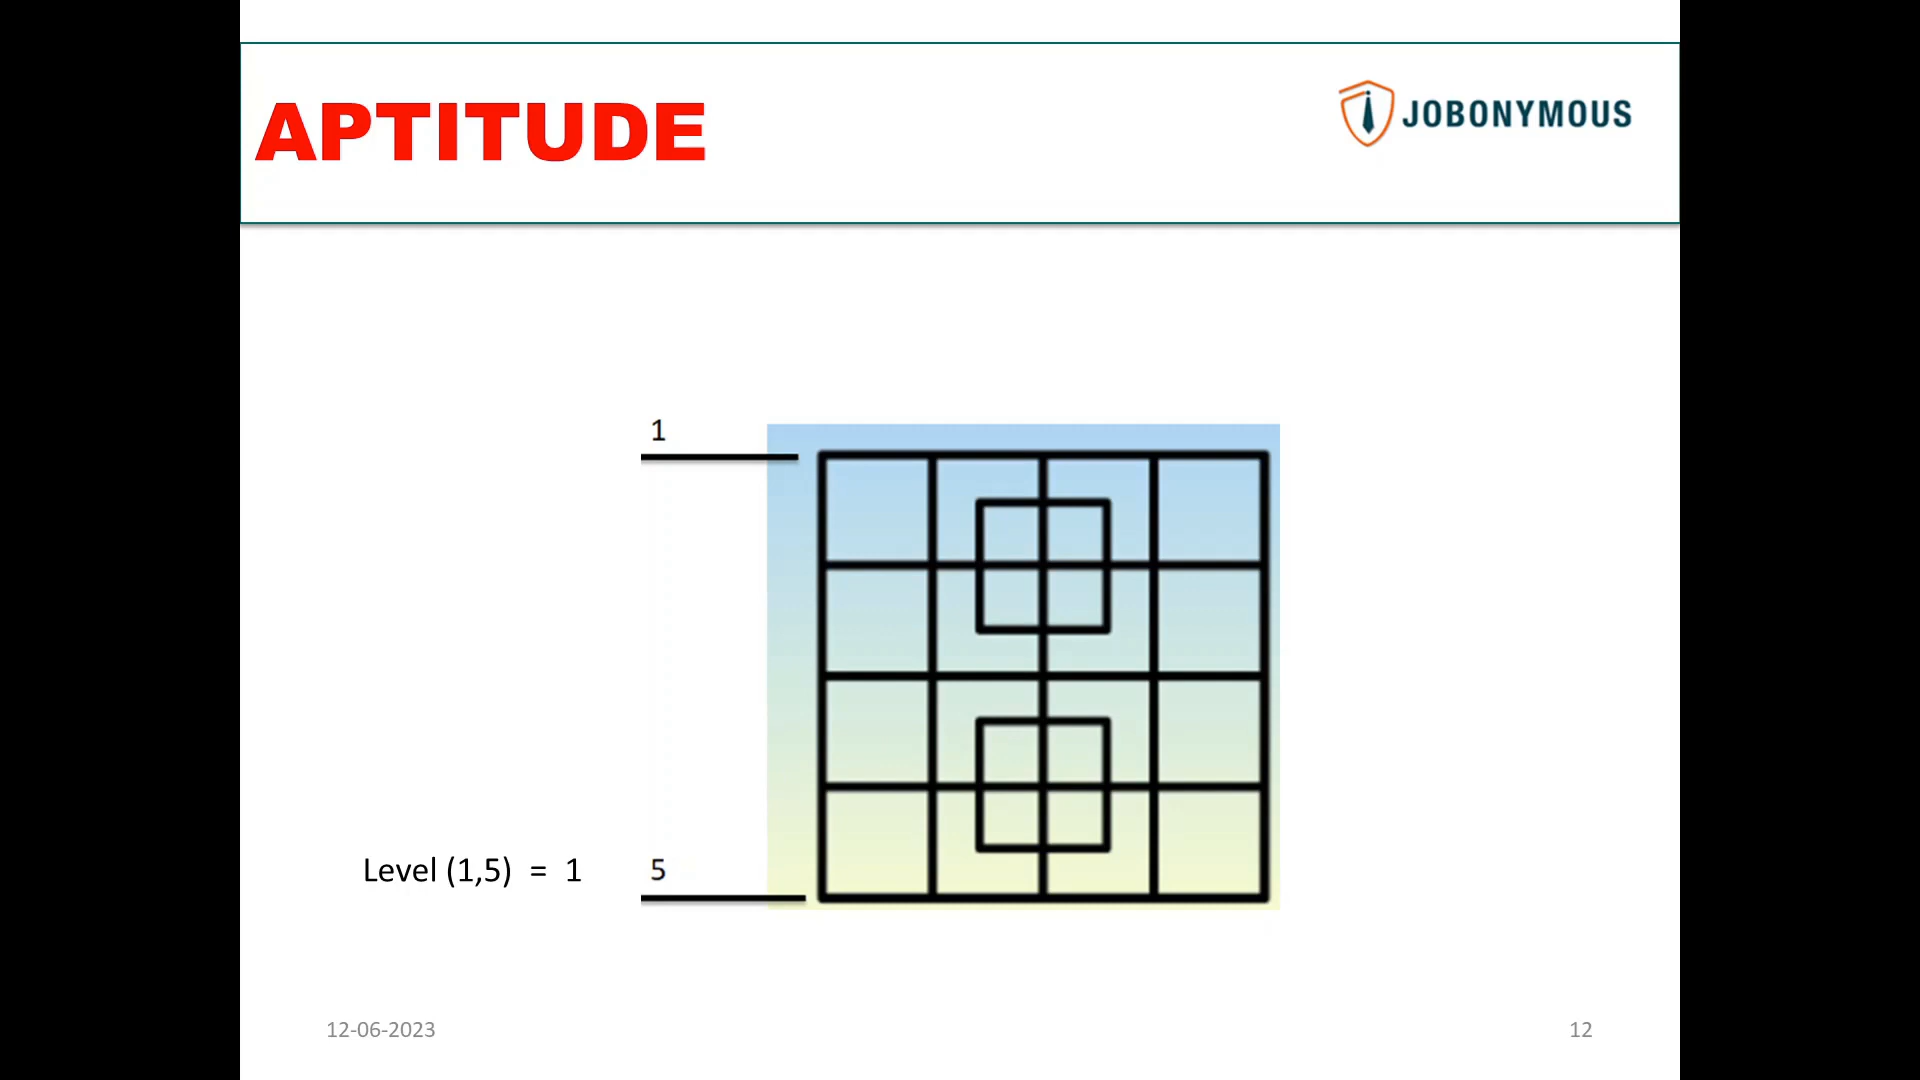 APTITUDE
JOBONYMOUS
1
Level (1,5) = 1
5
12-06-2023
12